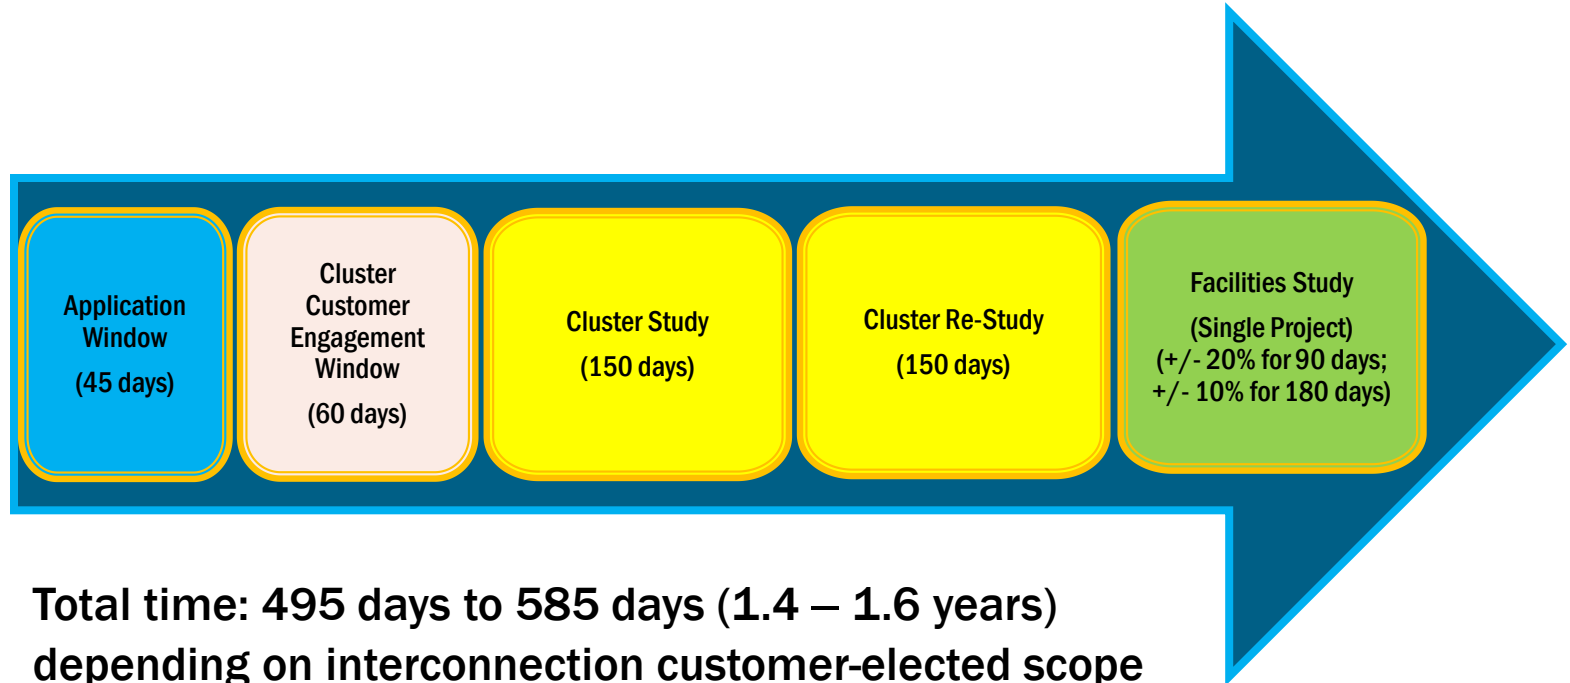 Application
Window
(45 days)
Cluster
Customer
Engagement
Window
(60 days)
Cluster Study
(150 days)
Cluster Re-Study
(150 days)
Facilities Study
(Single Project)
(+/- 20% for 90 days;
+/- 10% for 180 days)
Total time: 495 days to 585 days (1.4 – 1.6 years)
depending on interconnection customer-elected scope